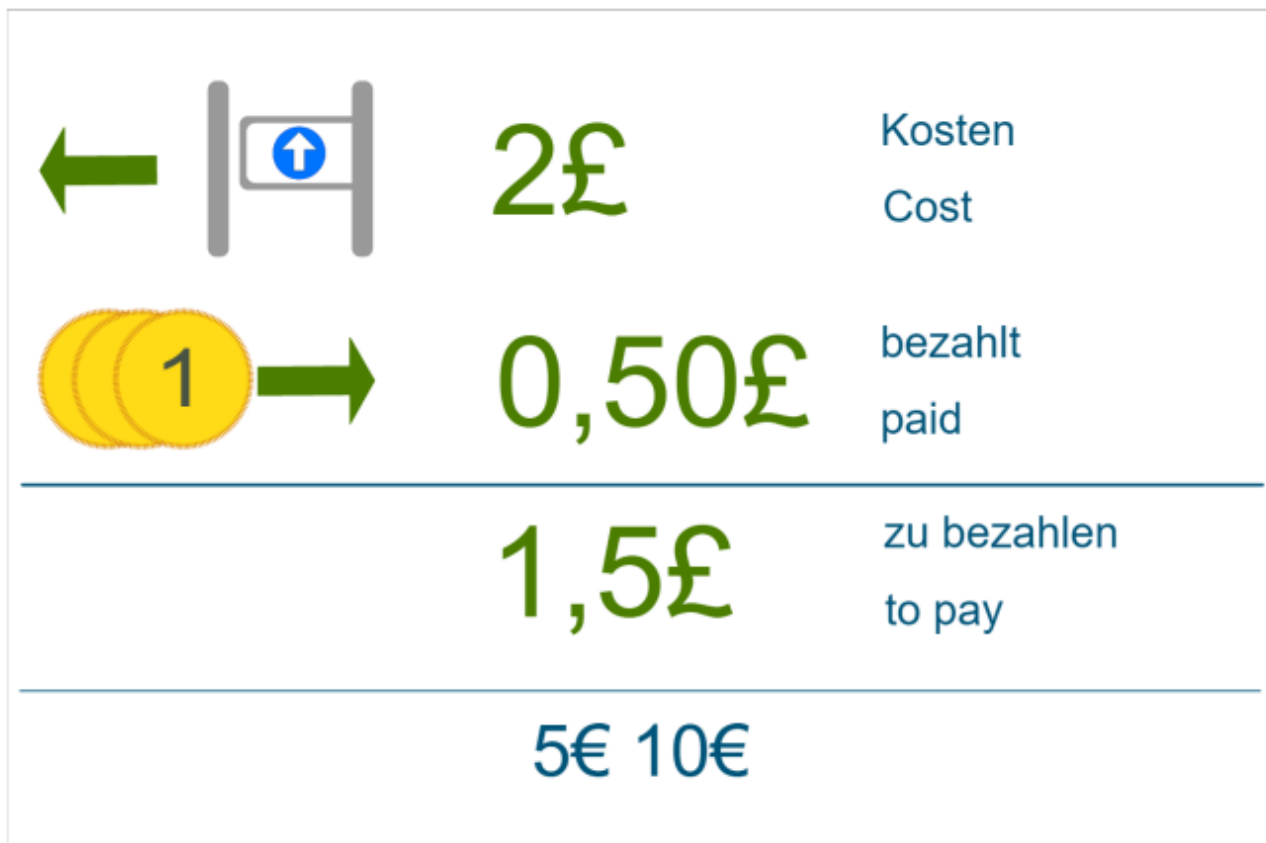 2£
Kosten
Cost
1
0,50£
bezahlt
paid
1,5£
zu bezahlen
to pay
5€ 10€